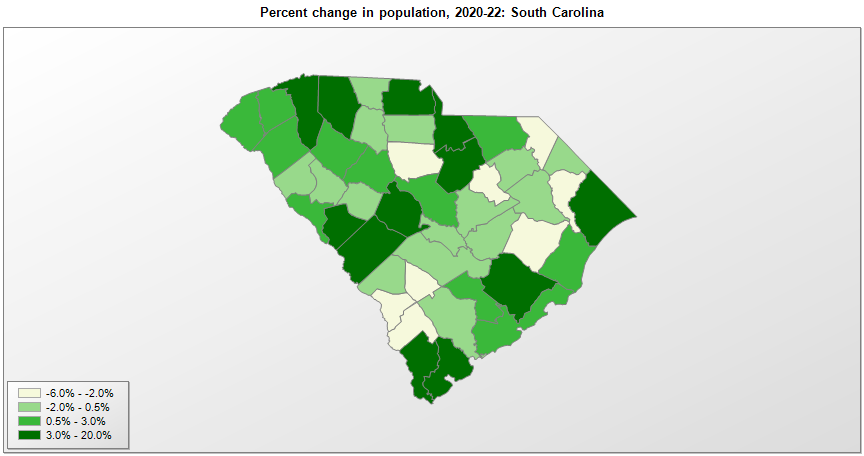 Percent change in population, 2020-22: South Carolina
-6.0% - -2.0%
-2.0% - 0.5%
0.5% - 3.0%
3.0% - 20.0%